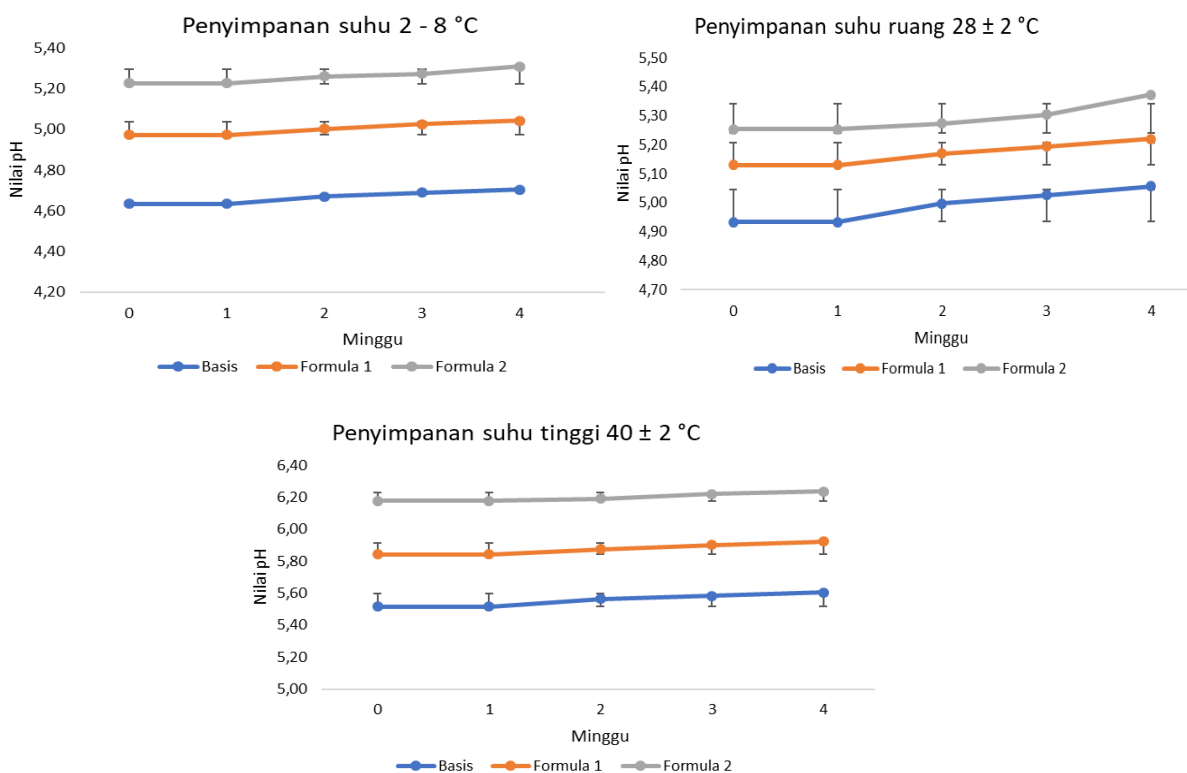 Penyimpanan suhu 2 - 8 °C
5,40
5,20
5,00
4,80
4,60
4,40
4,20
Nilai pH
0 1 2 3 4
Minggu
Basis Formula 1 Formula 2
Penyimpanan suhu ruang 28 ± 2 °C
5,50
5,40
5,30
5,20
5,10
5,00
4,90
4,80
4,70
Nilai pH
0 1 2 3 4
Minggu
Basis Formula 1 Formula 2
Penyimpanan suhu tinggi 40 ± 2 °C
6,40
6,20
6,00
5,80
5,60
5,40
5,20
5,00
Nilai pH
0 1 2 3 4
Minggu
Basis Formula 1 Formula 2